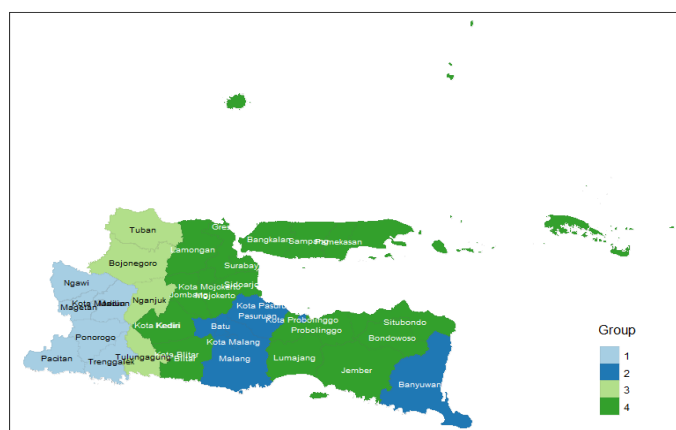 Tuban
Gres
Lamongan
Bangkalan
Sampang
Pamekasan
Bojonegoro
Surabaya
Ngawi
Sidoarjo
Kota Mojokerto
Mojokerto
Jombang
Nganjuk
Kota Madiun
Madiun
Magetan
Kota Pasuruan
Pasuruan
Kota Kediri
Kediri
Batu
Kota Probolinggo
Probolinggo
Situbondo
Bondowoso
Ponorogo
Kota Malang
Malang
Pacitan
Trenggalek
Tulungagung
Kota Blitar
Blitar
Lumajang
Jember
Banyuwan
Group
1
2
3
4